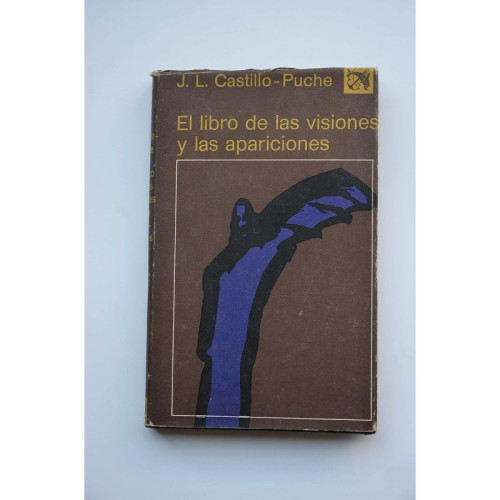 J. L. Castillo-Puche
El libro de las visiones
y las apariciones